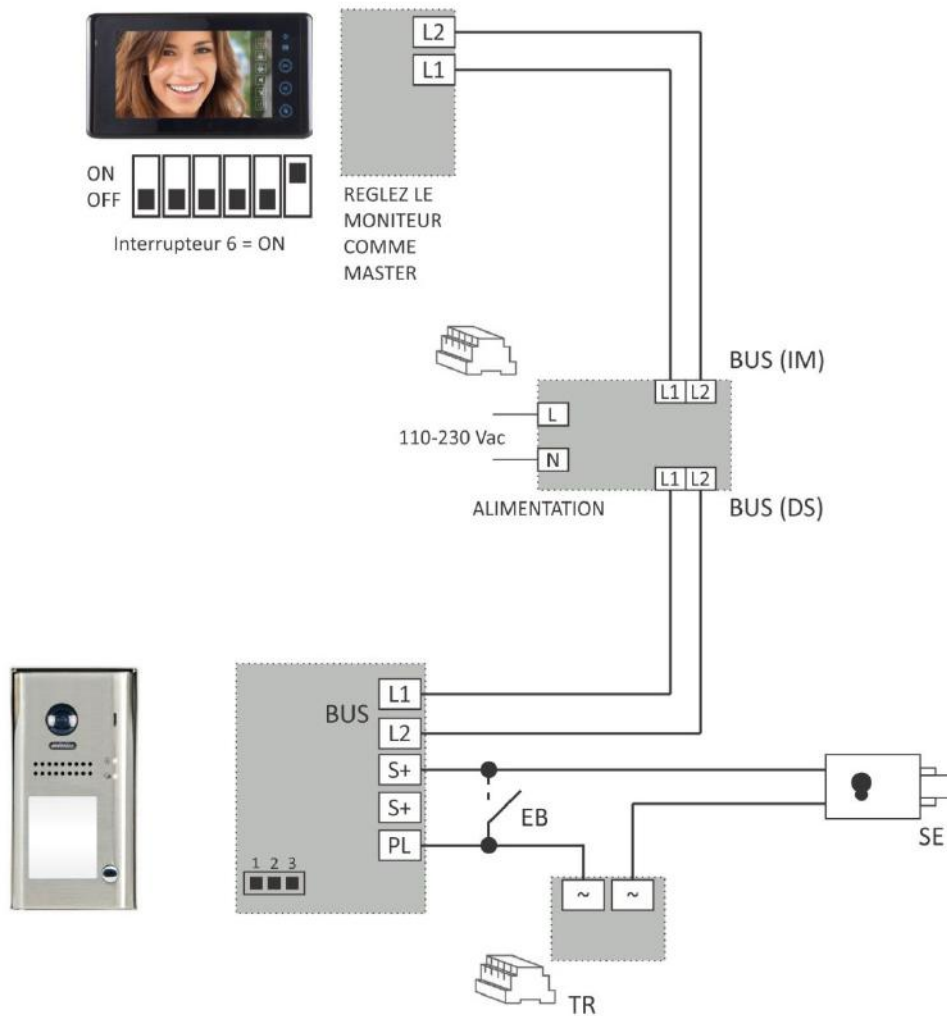 L2
L1
ON
OFF
Interrupteur 6 = ON
REGLEZ LE
MONITEUR
COMME
MASTER
BUS (IM)
L1 L2
L
110-230 Vac
N
L1 L2
ALIMENTATION
BUS (DS)
BUS
L1
L2
S+
S+
EB
PL
SE
1 2 3
~ ~
TR